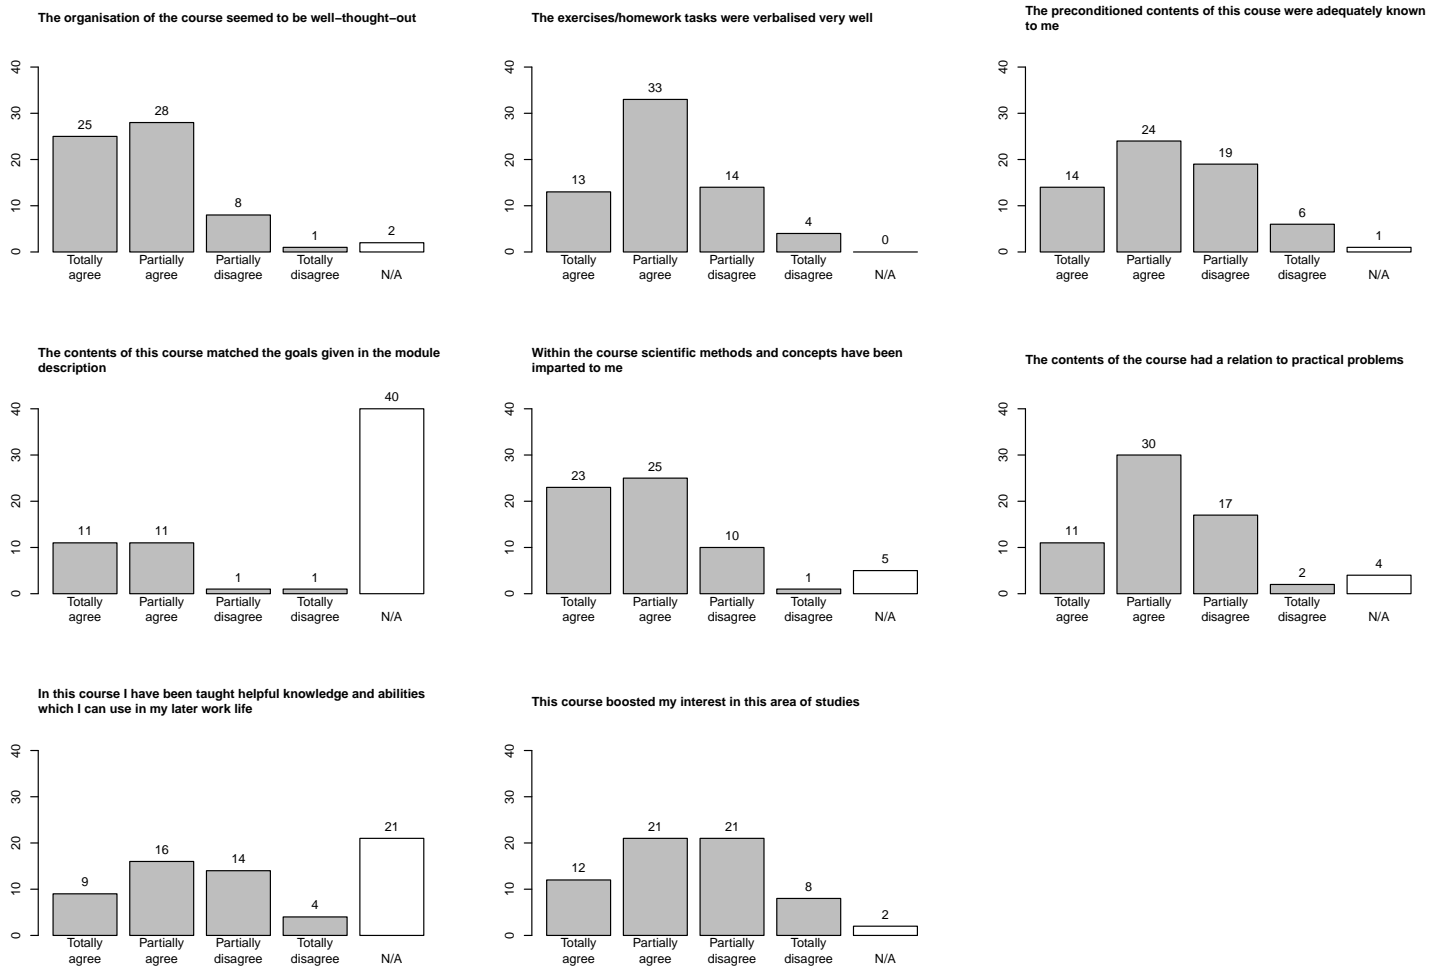 The organisation of the course seemed to be well−thought−out
40
30
20
10
0
25
28
8
1
2
Totally
agree
Partially
agree
Partially
disagree
Totally
disagree
N/A
The exercises/homework tasks were verbalised very well
40
30
20
10
0
13
33
14
4
0
Totally
agree
Partially
agree
Partially
disagree
Totally
disagree
N/A
The preconditioned contents of this couse were adequately known
to me
40
30
20
10
0
14
24
19
6
1
Totally
agree
Partially
agree
Partially
disagree
Totally
disagree
N/A
The contents of this course matched the goals given in the module
description
40
30
20
10
0
11
11
1
1
40
Totally
agree
Partially
agree
Partially
disagree
Totally
disagree
N/A
Within the course scientific methods and concepts have been
imparted to me
40
30
20
10
0
23
25
10
1
5
Totally
agree
Partially
agree
Partially
disagree
Totally
disagree
N/A
The contents of the course had a relation to practical problems
40
30
20
10
0
11
30
17
2
4
Totally
agree
Partially
agree
Partially
disagree
Totally
disagree
N/A
In this course I have been taught helpful knowledge and abilities
which I can use in my later work life
40
30
20
10
0
9
16
14
4
21
Totally
agree
Partially
agree
Partially
disagree
Totally
disagree
N/A
This course boosted my interest in this area of studies
40
30
20
10
0
12
21
21
8
2
Totally
agree
Partially
agree
Partially
disagree
Totally
disagree
N/A